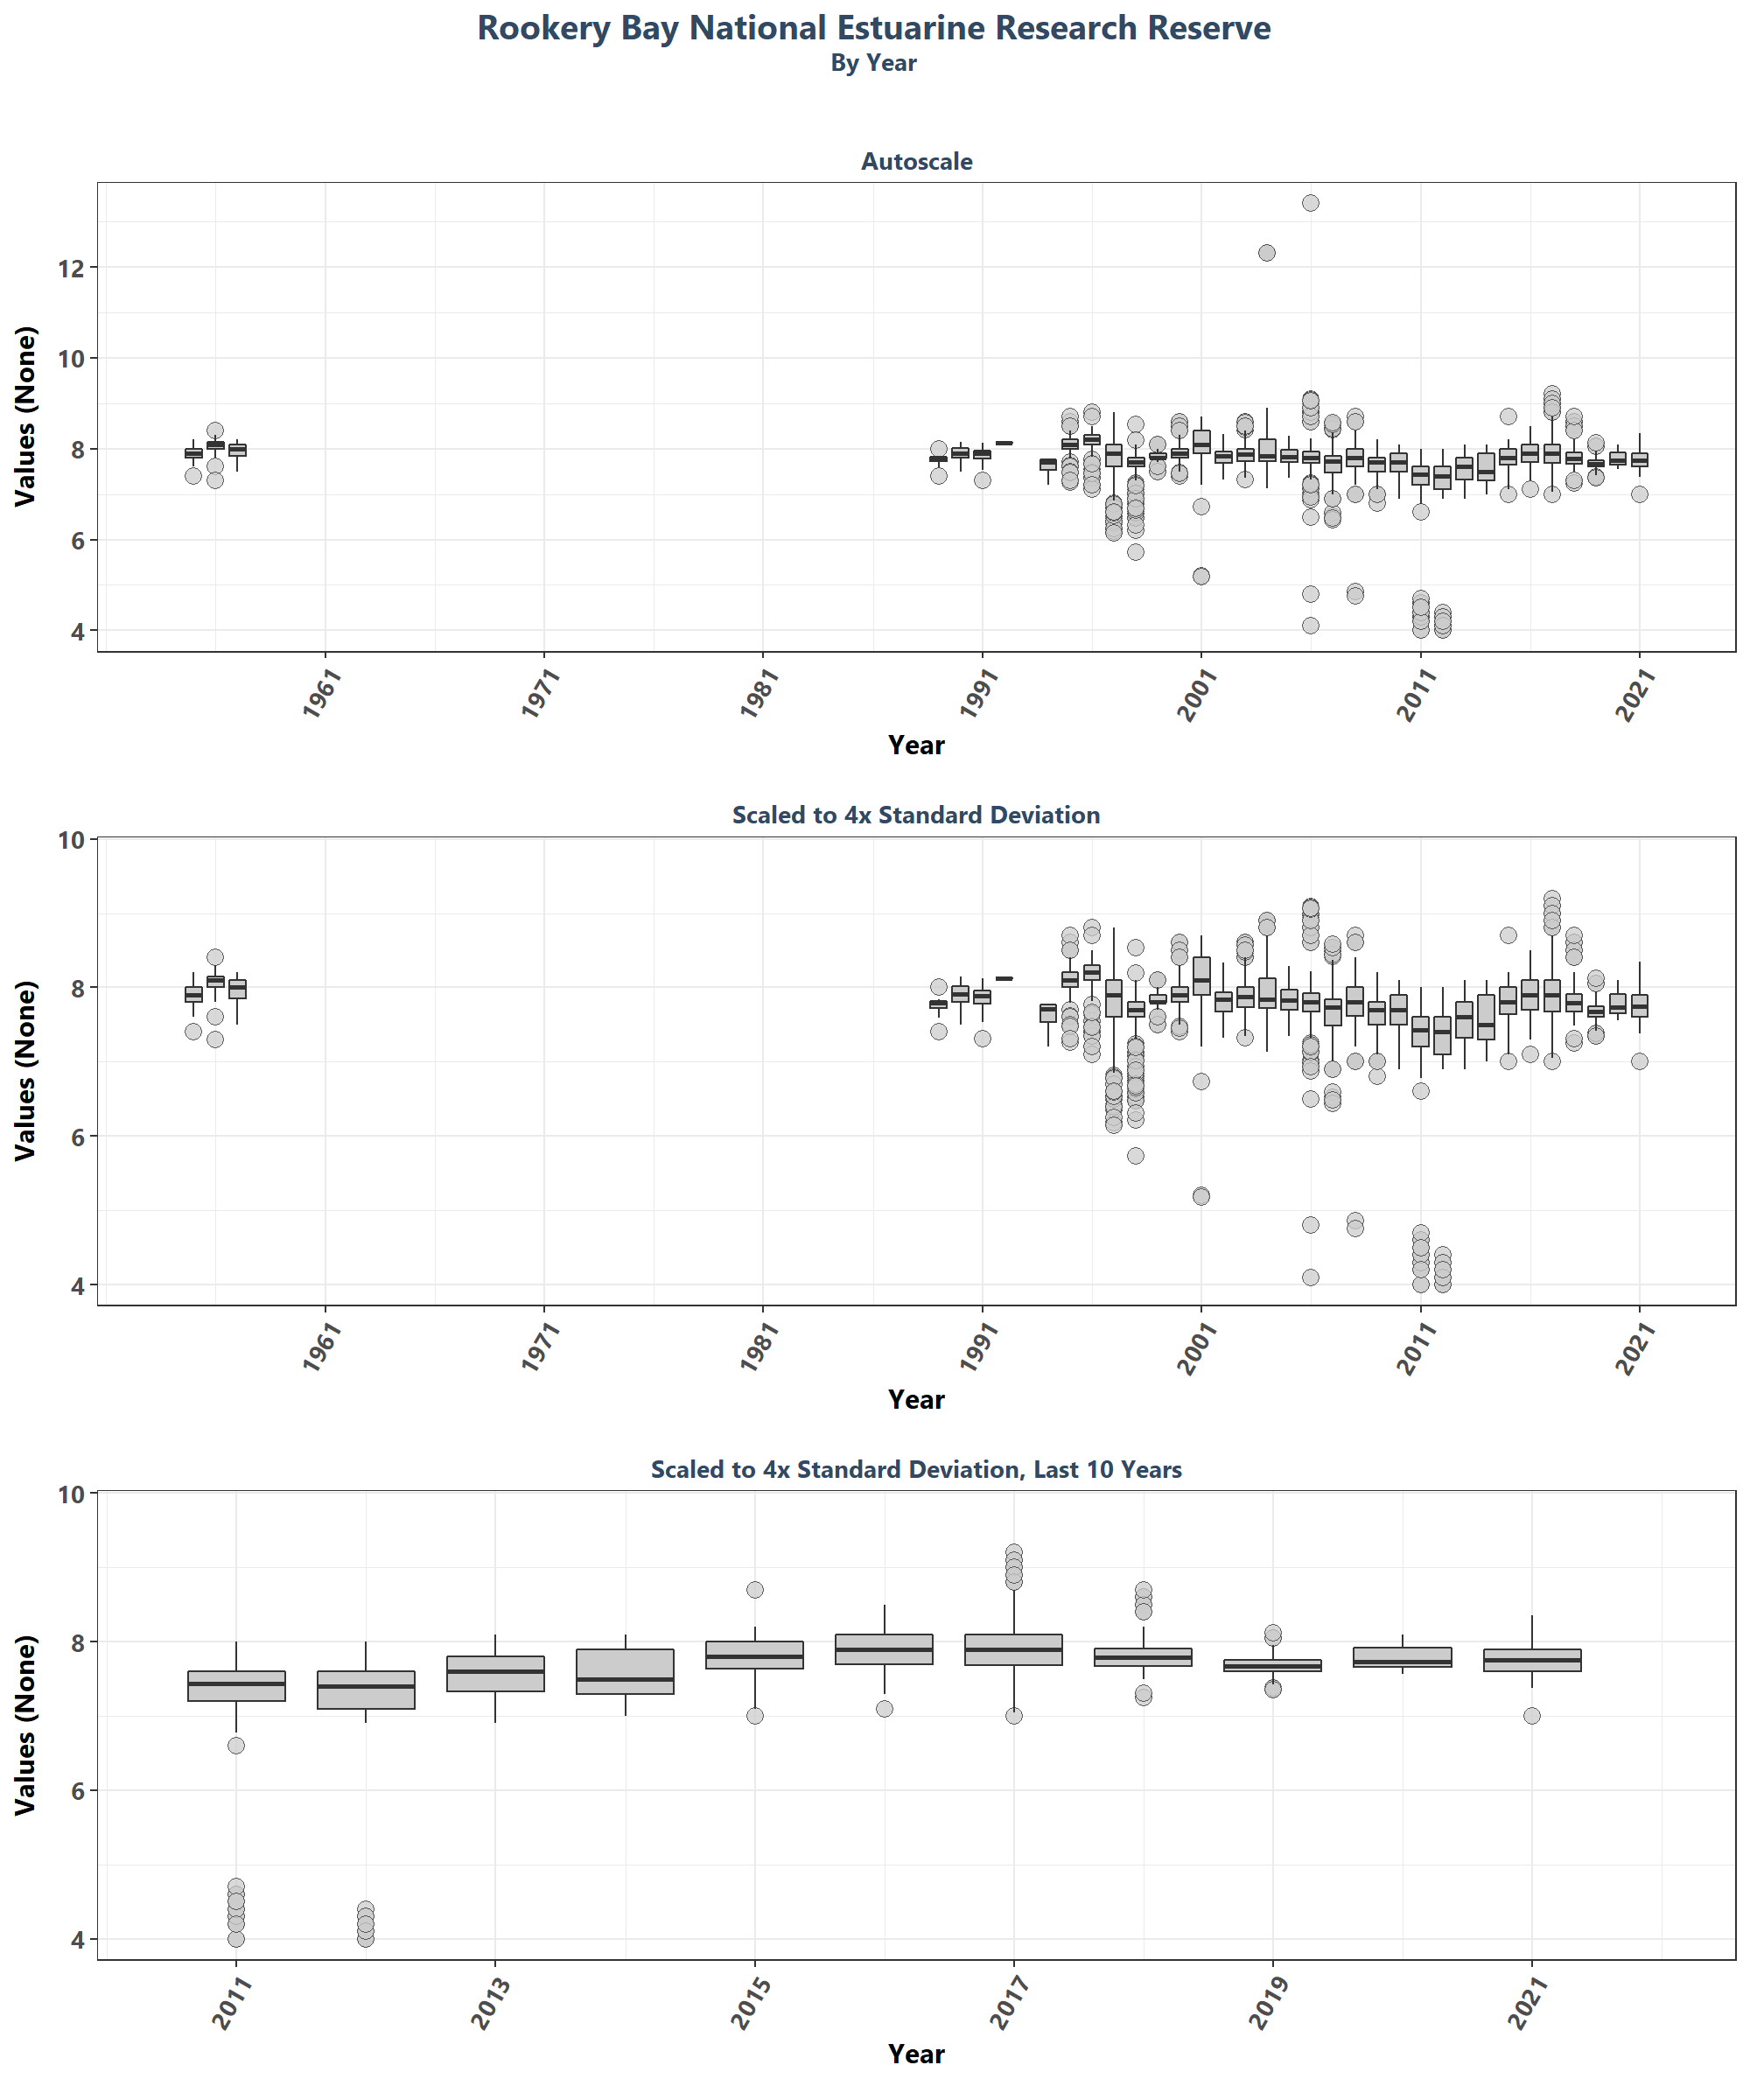 Rookery Bay National Estuarine Research Reserve
By Year
Autoscale
Values (None)
12
10
8
6
4
1961 1971 1981 1991 2001 2011 2021
Year
Scaled to 4x Standard Deviation
Values (None)
10
8
6
4
1961 1971 1981 1991 2001 2011 2021
Year
Scaled to 4x Standard Deviation, Last 10 Years
Values (None)
10
8
6
4
2011 2013 2015 2017 2019 2021
Year